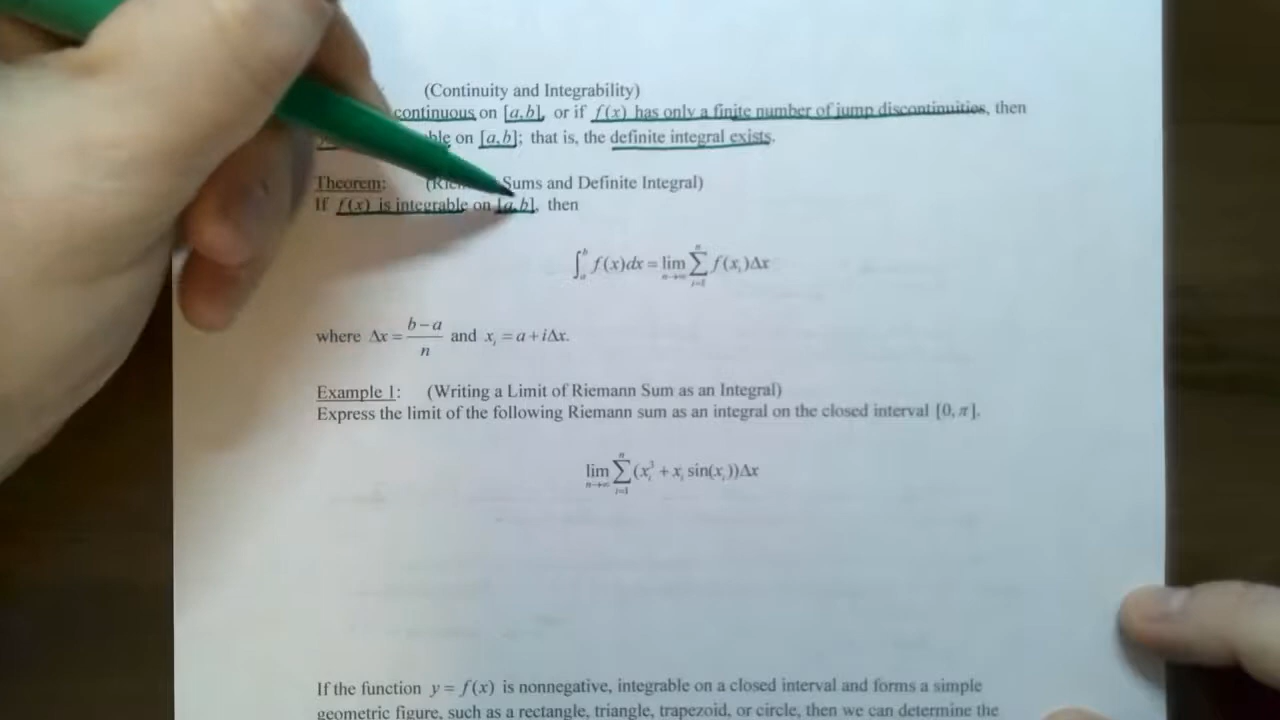 (Continuity and Integrability)
continuous on [a,b], or if f(x) has only a finite number of jump discontinuities, then
on [a,b]; that is, the definite integral exists.
Theorem: Sums and Definite Integral)
If f(x) is integrable on [a,b], then
∫_a^b f(x)dx = lim_{n→∞} ∑_{i=1}^n f(x_i)Δx
where Δx = (b−a)/n and x_i = a + iΔx.
Example 1: (Writing a Limit of Riemann Sum as an Integral)
Express the limit of the following Riemann sum as an integral on the closed interval [0, π].
lim_{n→∞} ∑_{i=1}^n (x_i^3 + x_i sin(x_i))Δx
If the function y = f(x) is nonnegative, integrable on a closed interval and forms a simple
geometric figure, such as a rectangle, triangle, trapezoid, or circle, then we can determine the